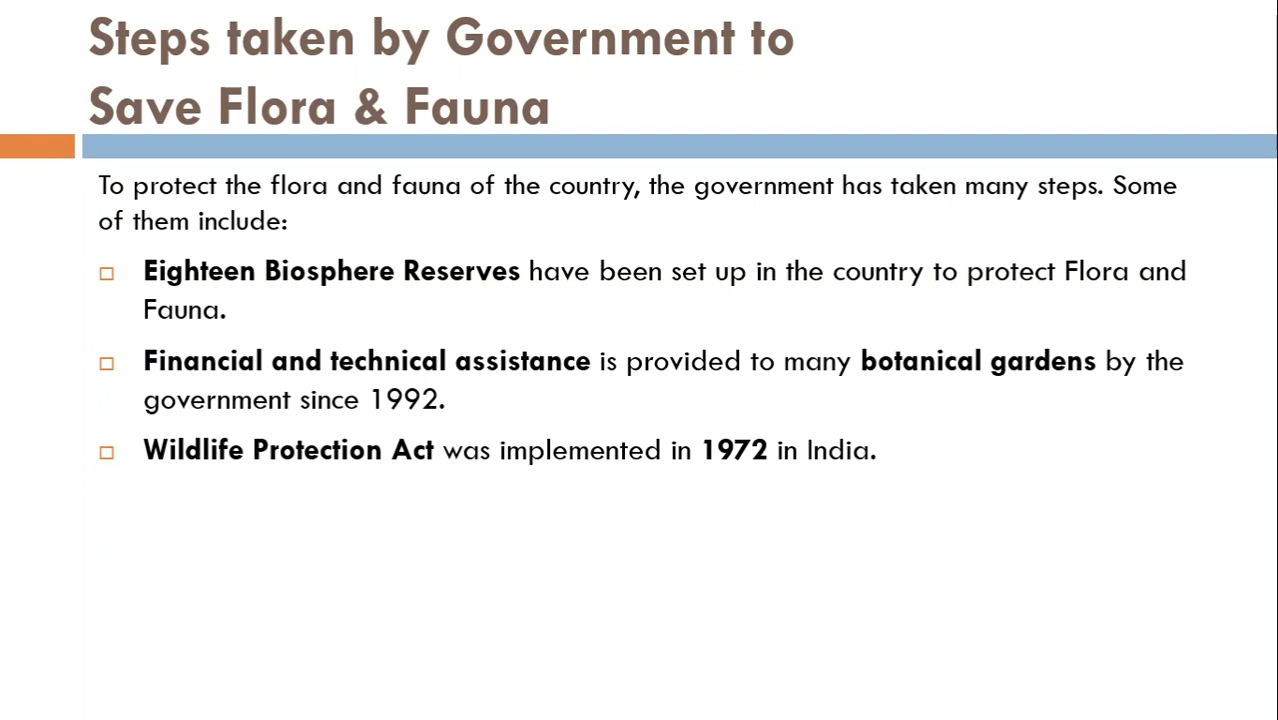 Steps taken by Government to
Save Flora & Fauna
To protect the flora and fauna of the country, the government has taken many steps. Some
of them include:
Eighteen Biosphere Reserves have been set up in the country to protect Flora and
Fauna.
Financial and technical assistance is provided to many botanical gardens by the
government since 1992.
Wildlife Protection Act was implemented in 1972 in India.